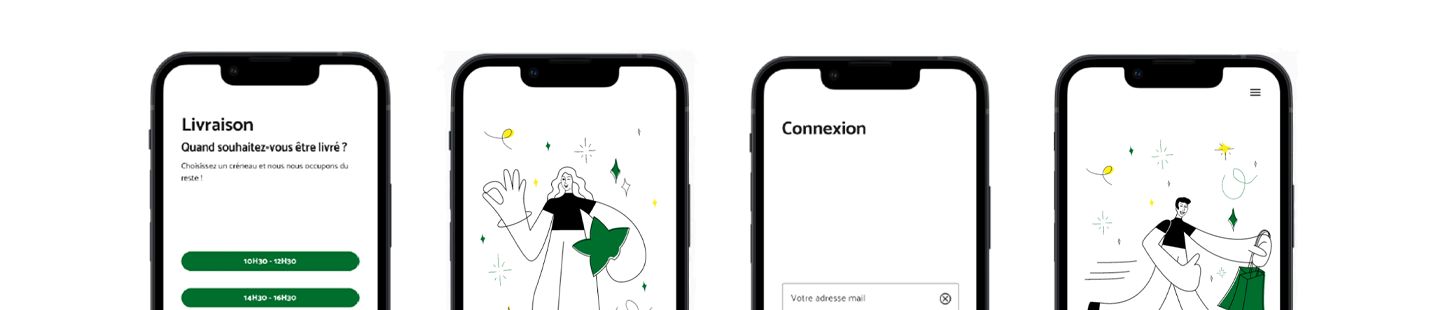 Livraison
Quand souhaitez-vous être livré ?
Choisissez un créneau et nous nous occupons du
reste !
10H30 - 12H30
14H30 - 16H30
Connexion
Votre adresse mail